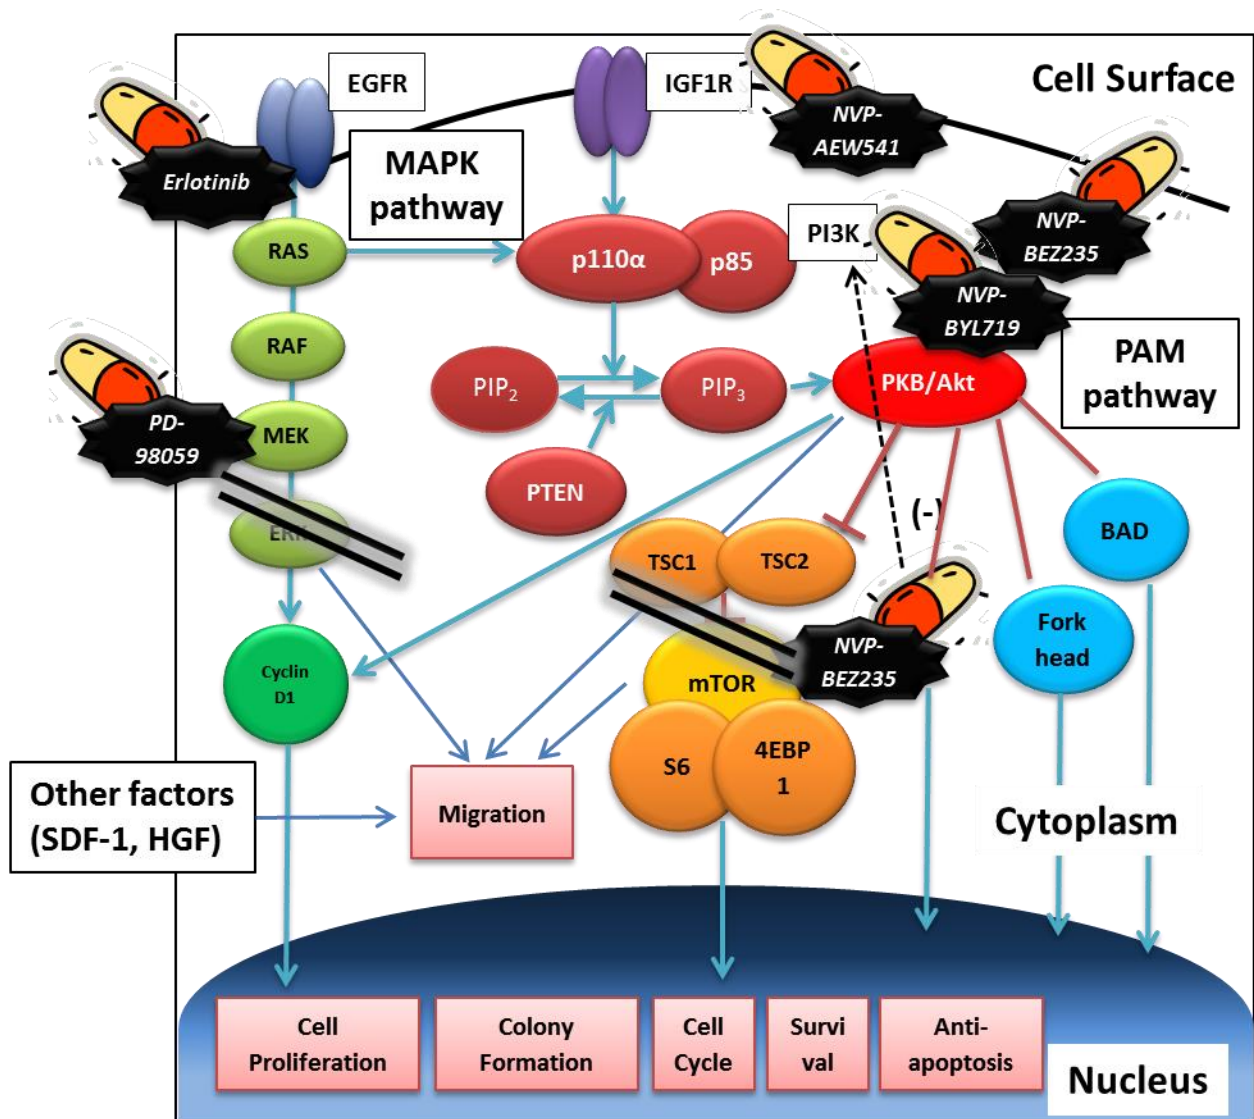 EGFR
IGF1R
NVP-
AEW541
Cell Surface
Erlotinib
MAPK
pathway
NVP-
BEZ235
RAS
p110α
p85
PI3K
NVP-
BYL719
RAF
PAM
pathway
PIP2
PIP3
PKB/Akt
PD-
98059
MEK
PTEN
(-)
ERK
TSC1
TSC2
BAD
Fork
head
Cyclin
D1
mTOR
NVP-
BEZ235
S6
4EBP
1
Other factors
(SDF-1, HGF)
Migration
Cytoplasm
Cell
Proliferation
Colony
Formation
Cell
Cycle
Survi
val
Anti-
apoptosis
Nucleus